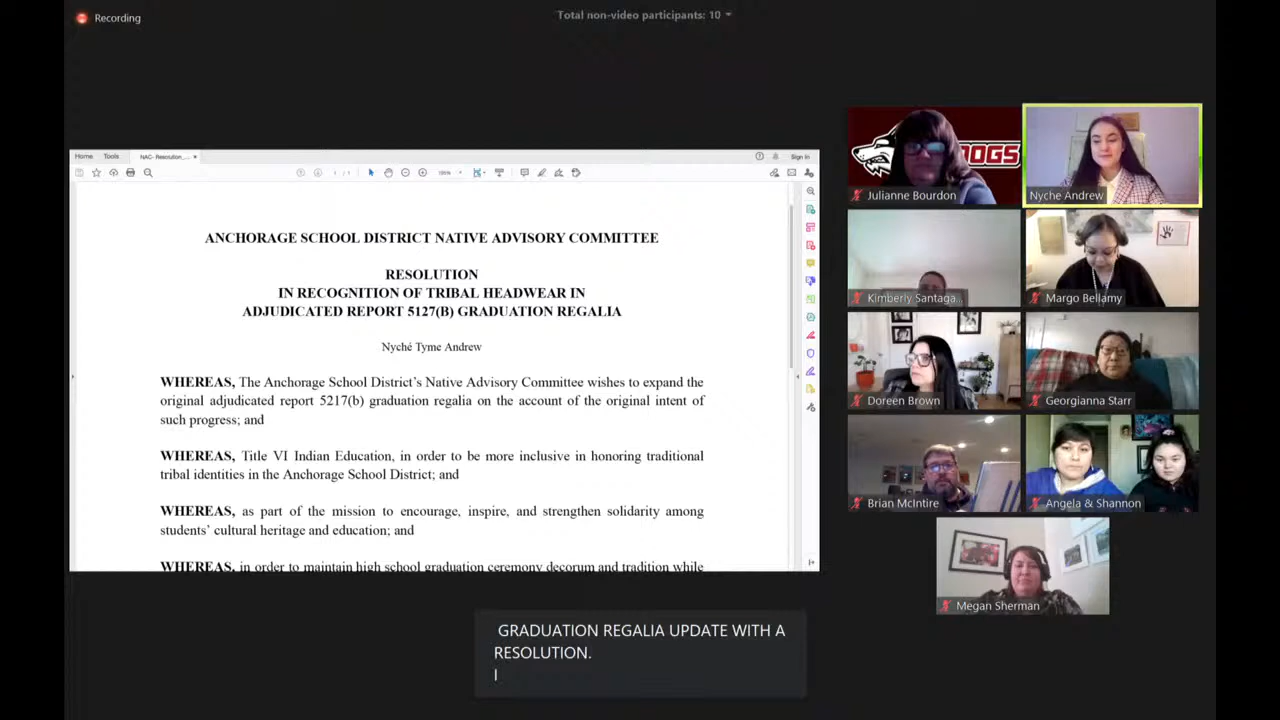 Recording
Total non-video participants: 10
Home Tools NAC- Resolution_... × Sign In
ANCHORAGE SCHOOL DISTRICT NATIVE ADVISORY COMMITTEE
RESOLUTION
IN RECOGNITION OF TRIBAL HEADWEAR IN
ADJUDICATED REPORT 5127(B) GRADUATION REGALIA
Nyché Tyme Andrew
WHEREAS, The Anchorage School District's Native Advisory Committee wishes to expand the
original adjudicated report 5217(b) graduation regalia on the account of the original intent of
such progress; and
WHEREAS, Title VI Indian Education, in order to be more inclusive in honoring traditional
tribal identities in the Anchorage School District; and
WHEREAS, as part of the mission to encourage, inspire, and strengthen solidarity among
students' cultural heritage and education; and
WHEREAS, in order to maintain high school graduation ceremony decorum and tradition while
OGS
Julianne Bourdon
Nyche Andrew
Kimberly Santaga...
Margo Bellamy
Doreen Brown
Georgianna Starr
Brian McIntire
Angela & Shannon
Megan Sherman
GRADUATION REGALIA UPDATE WITH A
RESOLUTION.
I